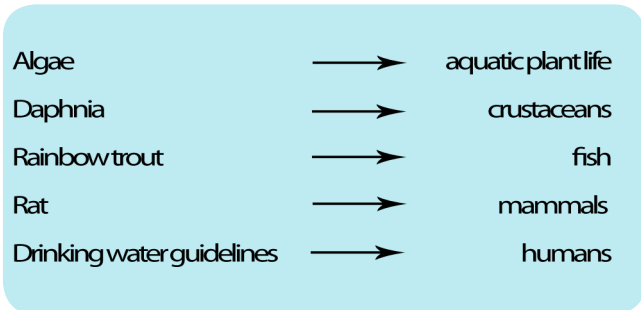 Algae aquatic plant life
Daphnia crustaceans
Rainbow trout fish
Rat mammals
Drinking water guidelines humans